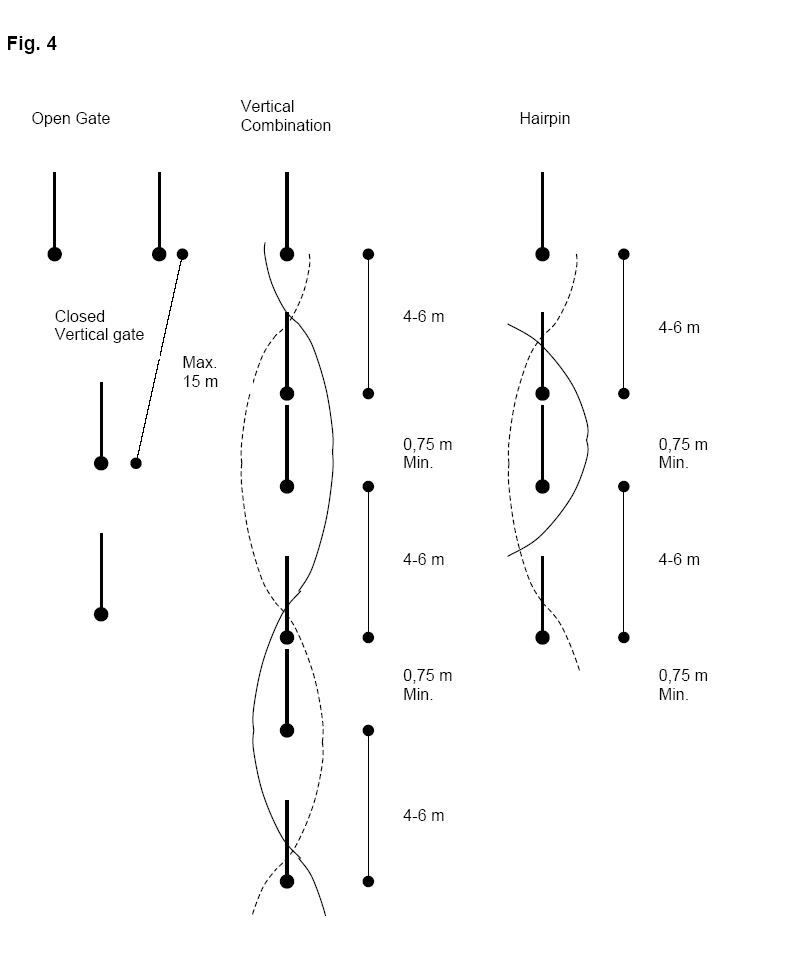 Fig. 4
Open Gate
Vertical
Combination
Hairpin
Closed
Vertical gate
Max.
15 m
4-6 m
0,75 m
Min.
4-6 m
0,75 m
Min.
4-6 m
4-6 m
0,75 m
Min.
4-6 m
0,75 m
Min.